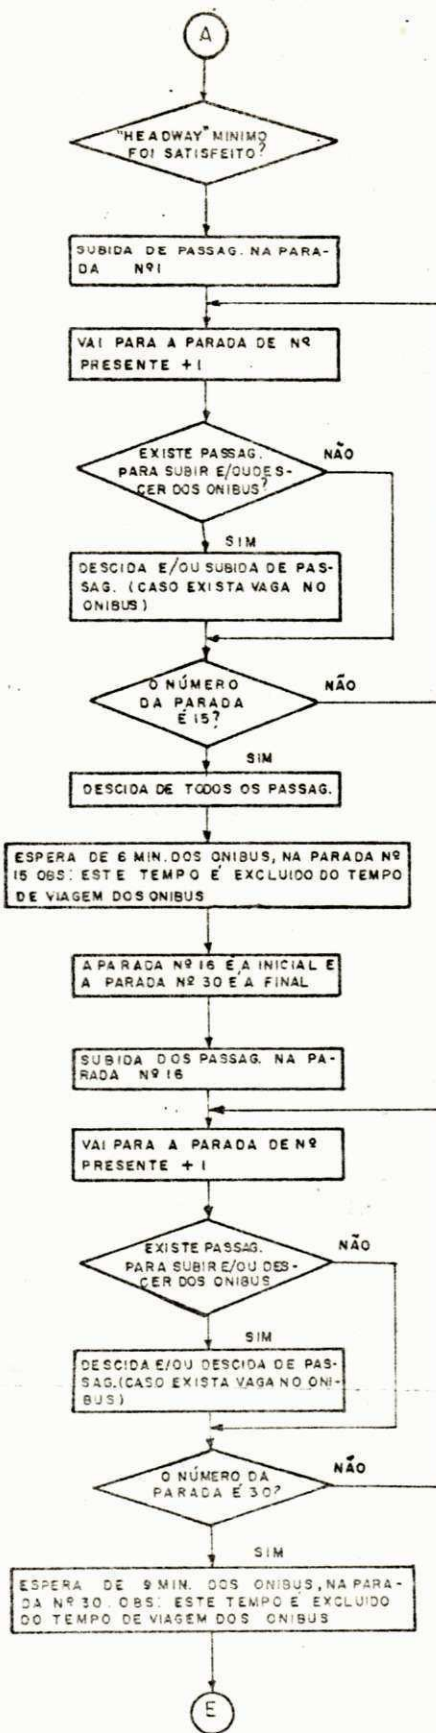 A
"HEADWAY" MINIMO
FOI SATISFEITO?
SUBIDA DE PASSAG. NA PARA-
DA Nº1
VAI PARA A PARADA DE Nº
PRESENTE +1
EXISTE PASSAG.
PARA SUBIR E/OUDES-
CER DOS ONIBUS?
NÃO
SIM
DESCIDA E/OU SUBIDA DE PAS-
SAG. (CASO EXISTA VAGA NO
ONIBUS)
O NÚMERO
DA PARADA
É 15?
NÃO
SIM
DESCIDA DE TODOS OS PASSAG.
ESPERA DE 6 MIN. DOS ONIBUS, NA PARADA Nº
15 OBS: ESTE TEMPO É EXCLUIDO DO TEMPO
DE VIAGEM DOS ONIBUS
A PARADA Nº 16 É A INICIAL E
A PARADA Nº 30 É A FINAL
SUBIDA DOS PASSAG. NA PA-
RADA Nº 16
VAI PARA A PARADA DE Nº
PRESENTE +1
EXISTE PASSAG.
PARA SUBIR E/OU DES-
CER DOS ONIBUS
NÃO
SIM
DESCIDA E/OU DESCIDA DE PAS-
SAG.(CASO EXISTA VAGA NO ONI-
BUS)
O NÚMERO DA
PARADA É 30?
NÃO
SIM
ESPERA DE 9 MIN. DOS ONIBUS, NA PARA-
DA Nº 30. OBS: ESTE TEMPO E EXCLUIDO
DO TEMPO DE VIAGEM DOS ONIBUS
E